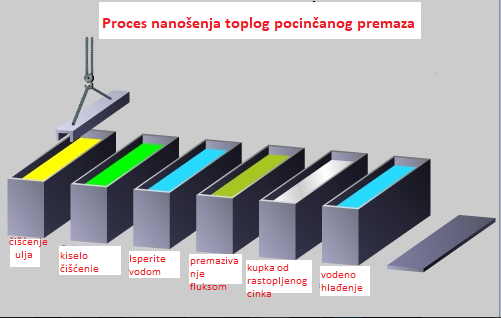 Proces nanošenja toplog pocinčanog premaza
čišćenje
ulja
kiselo
čišćenie
Isperite
vodom
premaziva
nje
fluksom
kupka od
rastopljenog
cinka
vodeno
hlađenje